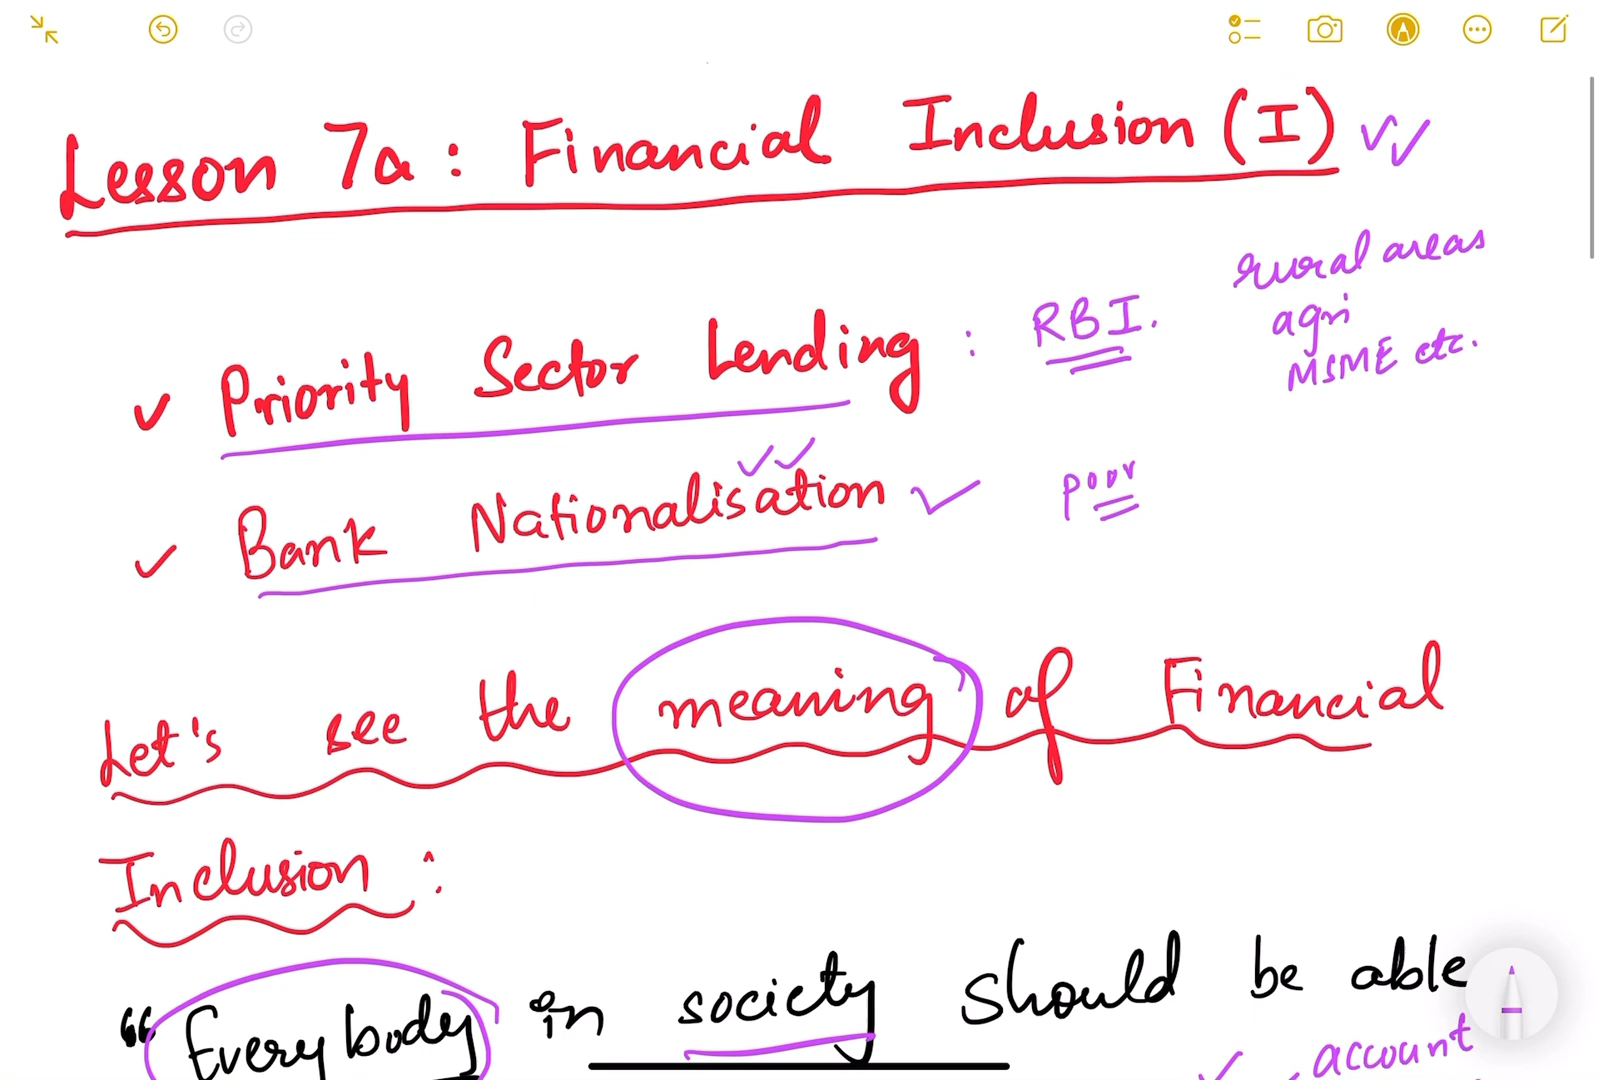 Lesson 7a: Financial Inclusion (I)
Priority Sector Lending : RBI. rural areas
agri
MSME etc.
Bank Nationalisation poor
Let's see the meaning of Financial
Inclusion :
“Everybody in society should be able
account